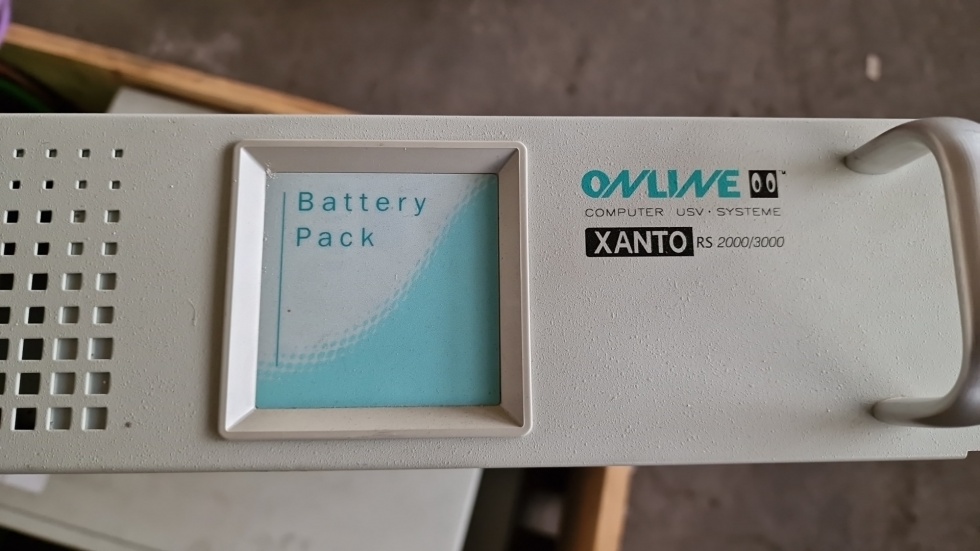 Battery
Pack
ONLINE
COMPUTER USV·SYSTEME
XANTO RS 2000/3000